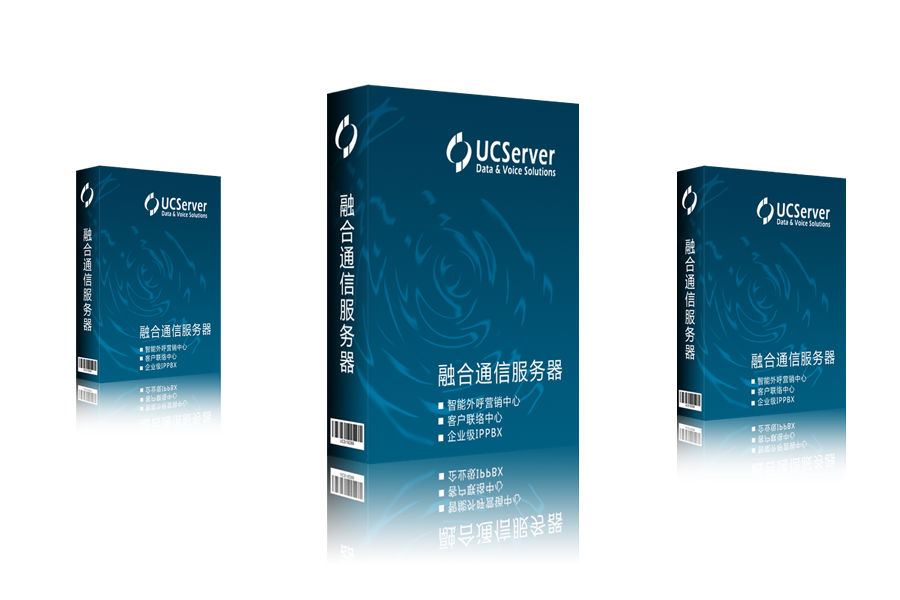 融合通信服务器
UCServer
Data & Voice Solutions
融合通信服务器
智能外呼营销中心
客户联络中心
企业级IPPBX
融合通信服务器
UCServer
Data & Voice Solutions
融合通信服务器
智能外呼营销中心
客户联络中心
企业级IPPBX
融合通信服务器
UCServer
Data & Voice Solutions
融合通信服务器
智能外呼营销中心
客户联络中心
企业级IPPBX